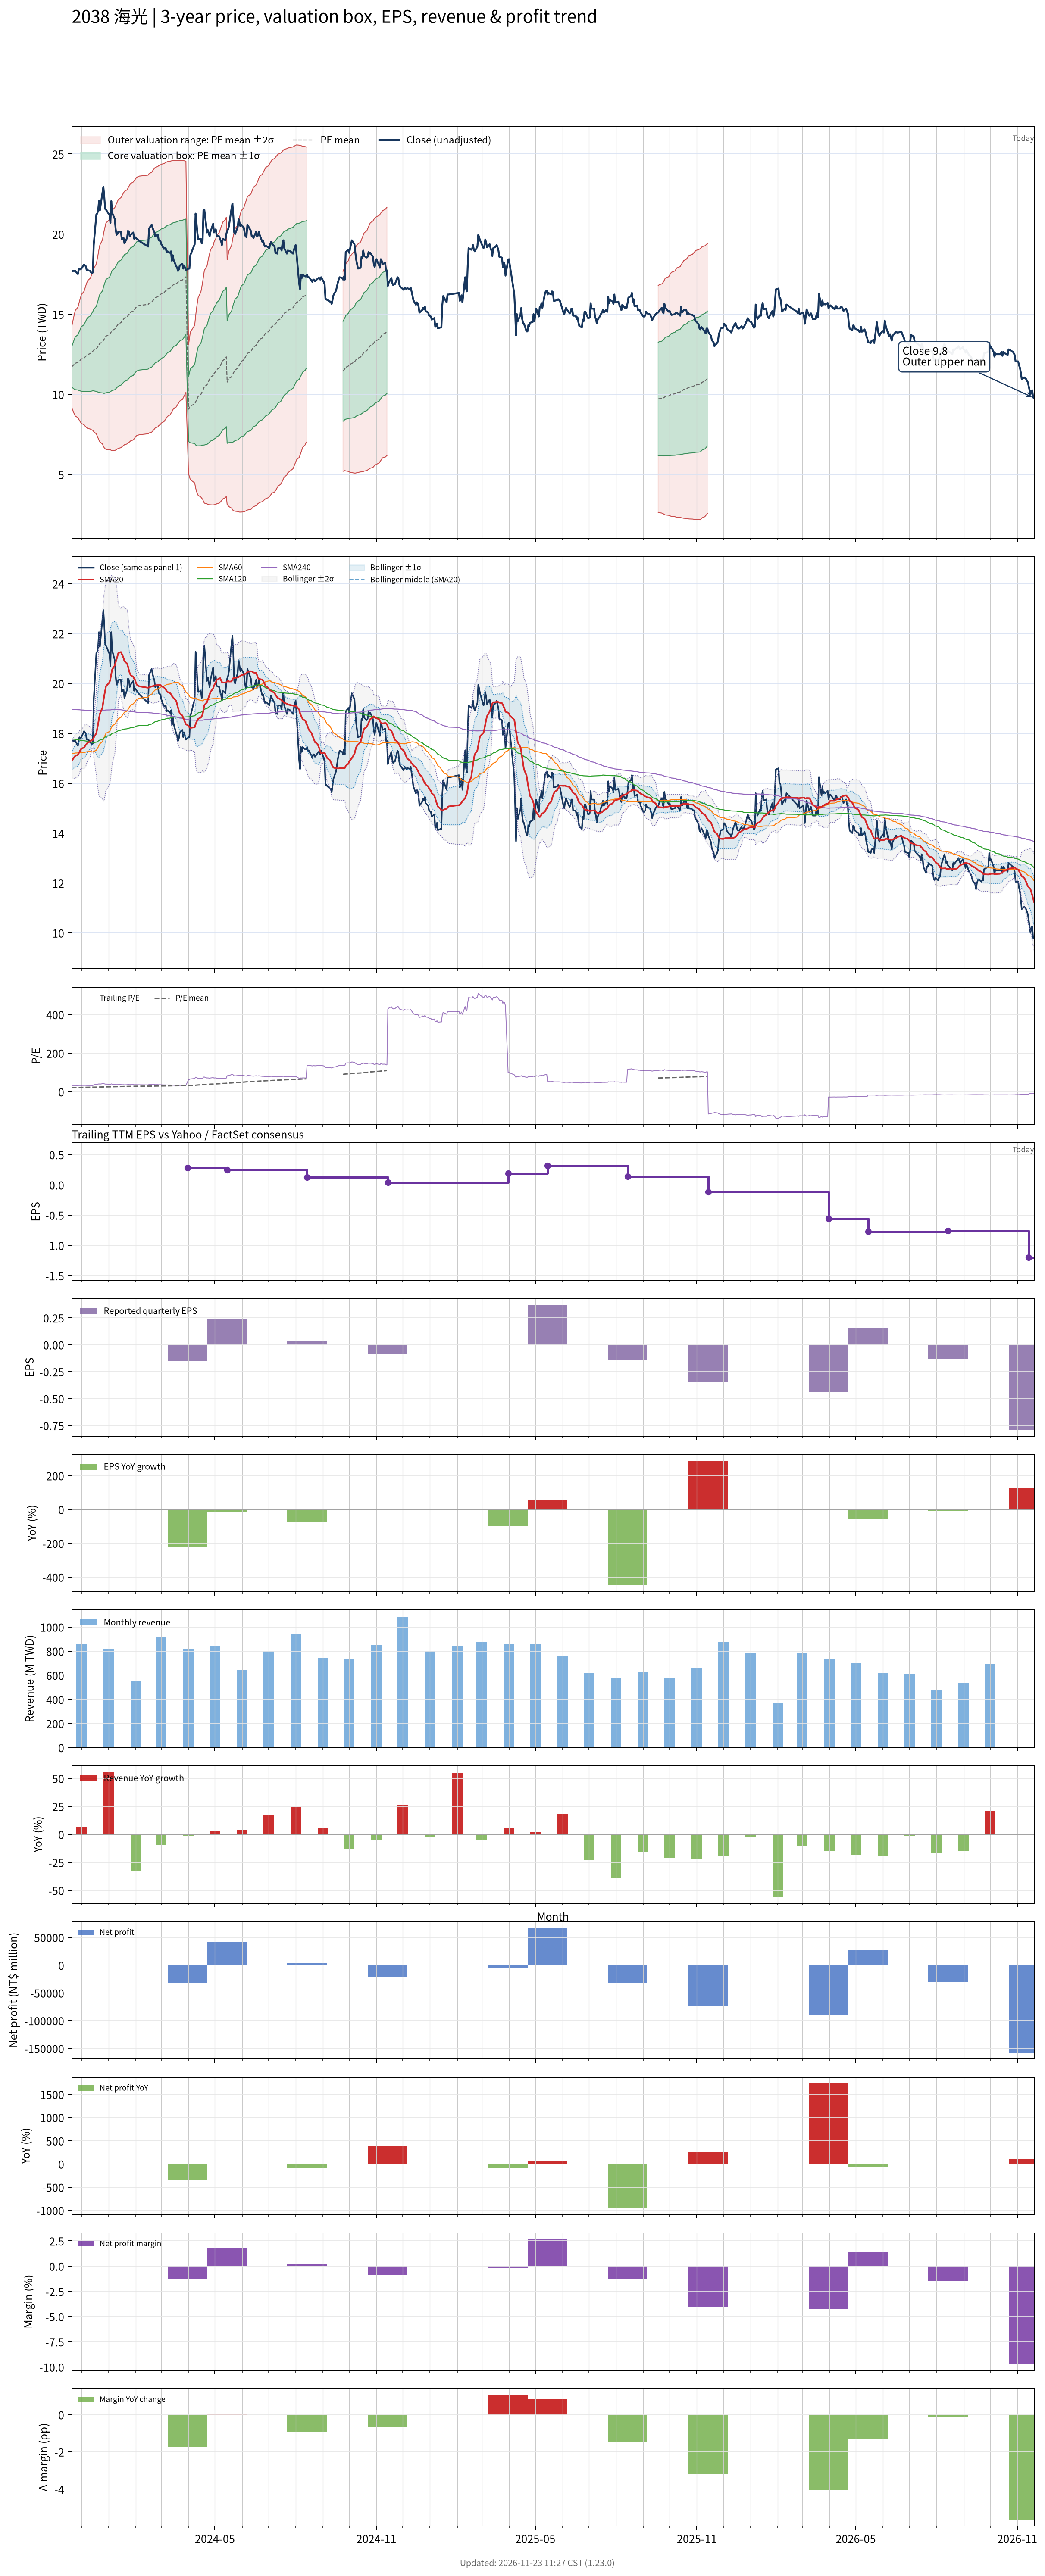 2038 海光 | 3-year price, valuation box, EPS, revenue & profit trend
Outer valuation range: PE mean ±2σ
PE mean
Close (unadjusted)
Core valuation box: PE mean ±1σ
Today
25
20
15
10
5
Price (TWD)
Close 9.8
Outer upper nan
Close (same as panel 1)
SMA20
SMA60
SMA120
SMA240
Bollinger ±2σ
Bollinger ±1σ
Bollinger middle (SMA20)
24
22
20
18
16
14
12
10
Price
Trailing P/E
P/E mean
400
200
0
P/E
Trailing TTM EPS vs Yahoo / FactSet consensus
Today
0.5
0.0
-0.5
-1.0
-1.5
EPS
Reported quarterly EPS
0.25
0.00
-0.25
-0.50
-0.75
EPS
EPS YoY growth
200
0
-200
-400
YoY (%)
Monthly revenue
1000
800
600
400
200
0
Revenue (M TWD)
Revenue YoY growth
50
25
0
-25
-50
YoY (%)
Month
Net profit
50000
0
-50000
-100000
-150000
Net profit (NT$ million)
Net profit YoY
1500
1000
500
0
-500
-1000
YoY (%)
Net profit margin
2.5
0.0
-2.5
-5.0
-7.5
-10.0
Margin (%)
Margin YoY change
0
-2
-4
Δ margin (pp)
2024-05
2024-11
2025-05
2025-11
2026-05
2026-11
Updated: 2026-11-23 11:27 CST (1.23.0)